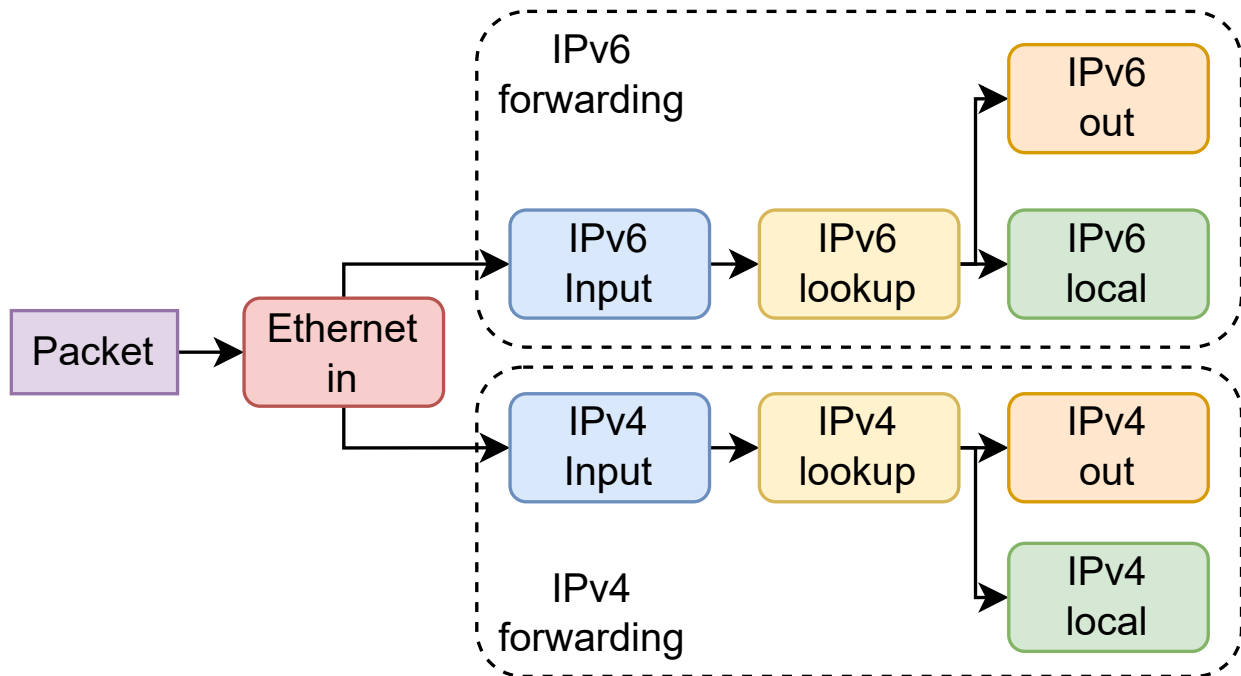 IPv6
forwarding
IPv6
out
IPv6
Input
IPv6
lookup
IPv6
local
Packet
Ethernet
in
IPv4
Input
IPv4
lookup
IPv4
out
IPv4
forwarding
IPv4
local